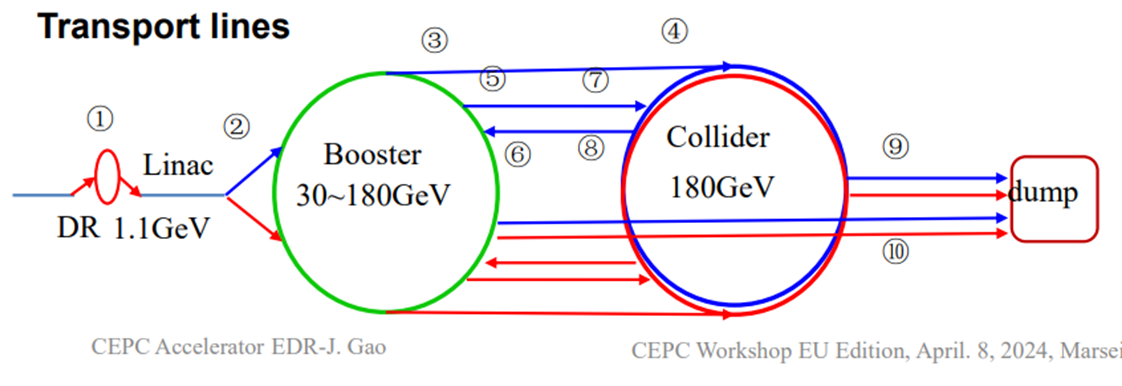 Transport lines
③
④
⑤
⑦
①
②
Linac
Booster
Collider
⑥
⑧
⑨
30~180GeV
180GeV
dump
DR 1.1GeV
⑩
CEPC Accelerator EDR-J. Gao
CEPC Workshop EU Edition, April. 8, 2024, Marsei